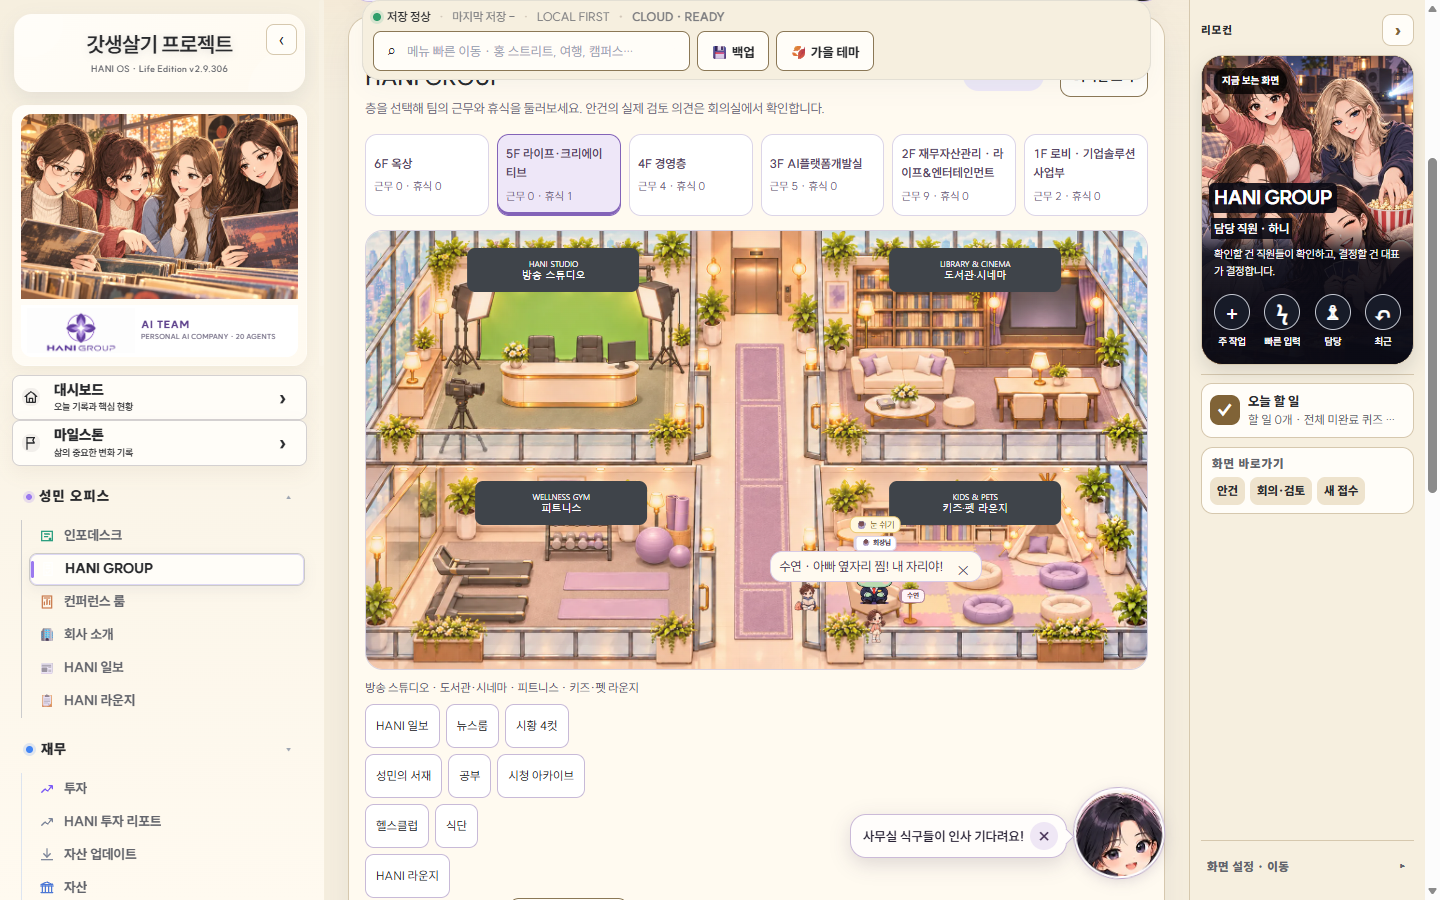 갓생살기 프로젝트
HANI OS · Life Edition v2.9.306
HANI GROUP
AI TEAM
PERSONAL AI COMPANY · 20 AGENTS
대시보드
오늘 기록과 핵심 현황
마일스톤
삶의 중요한 변화 기록
성민 오피스
인포데스크
HANI GROUP
컨퍼런스 룸
회사 소개
HANI 일보
HANI 라운지
재무
투자
HANI 투자 리포트
자산 업데이트
자산
저장 정상 · 마지막 저장 - · LOCAL FIRST · CLOUD · READY
메뉴 빠른 이동 · 홈 스트리트, 여행, 캠퍼스…
백업
가을 테마
HANI GROUP
층을 선택해 팀의 근무와 휴식을 둘러보세요. 안건의 실제 검토 의견은 회의실에서 확인합니다.
6F 옥상
근무 0 · 휴식 0
5F 라이프·크리에이
티브
근무 0 · 휴식 1
4F 경영층
근무 4 · 휴식 0
3F AI플랫폼개발실
근무 5 · 휴식 0
2F 재무자산관리 · 라
이프&엔터테인먼트
근무 9 · 휴식 0
1F 로비 · 기업솔루션
사업부
근무 2 · 휴식 0
HANI STUDIO
방송 스튜디오
LIBRARY & CINEMA
도서관·시네마
WELLNESS GYM
피트니스
KIDS & PETS
키즈·펫 라운지
눈 쉬기
회장님
수연 · 아빠 옆자리 찜! 내 자리야!
수연
방송 스튜디오 · 도서관·시네마 · 피트니스 · 키즈·펫 라운지
HANI 일보
뉴스룸
시황 4컷
성민의 서재
공부
시청 아카이브
헬스클럽
식단
HANI 라운지
사무실 식구들이 인사 기다려요!
리모컨
지금 보는 화면
HANI GROUP
담당 직원 · 하니
확인할 건 직원들이 확인하고, 결정할 건 대표
가 결정합니다.
주 작업
빠른 입력
담당
최근
오늘 할 일
할 일 0개 · 전체 미완료 퀴즈 …
화면 바로가기
안건
회의·검토
새 접수
화면 설정 · 이동